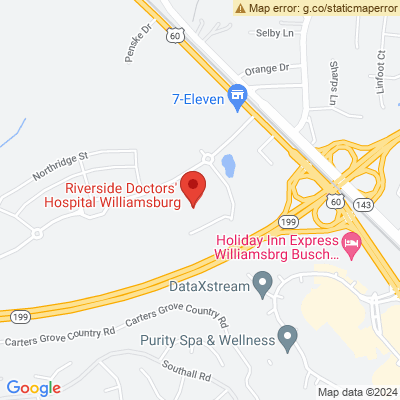 Map error: g.co/staticmaperror
Penske Dr
60
Selby Ln
Orange Dr
Sharps Ln
Linfoot Ct
7-Eleven
Northridge St
Riverside Doctors'
Hospital Williamsburg
60
143
199
Holiday Inn Express
Williamsbrg Busch...
DataXstream
199
Carters Grove Country Rd
Carters Grove Country Rd
Purity Spa & Wellness
Southall Rd
Google
Map data ©2024